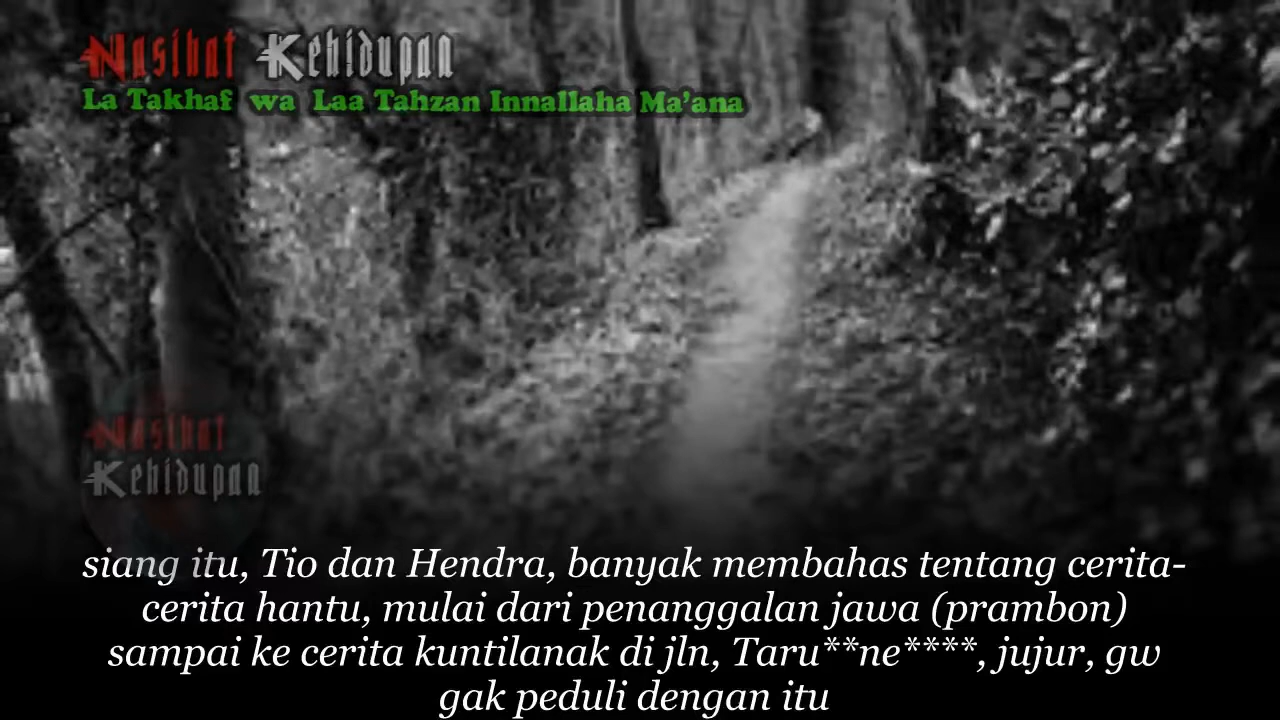 Nasihat Kehidupan
La Takhaf wa Laa Tahzan Innallaha Ma'ana
Nasihat
Kehidupan
siang itu, Tio dan Hendra, banyak membahas tentang cerita-
cerita hantu, mulai dari penanggalan jawa (prambon)
sampai ke cerita kuntilanak di jln, Taru**ne****, jujur, gw
gak peduli dengan itu